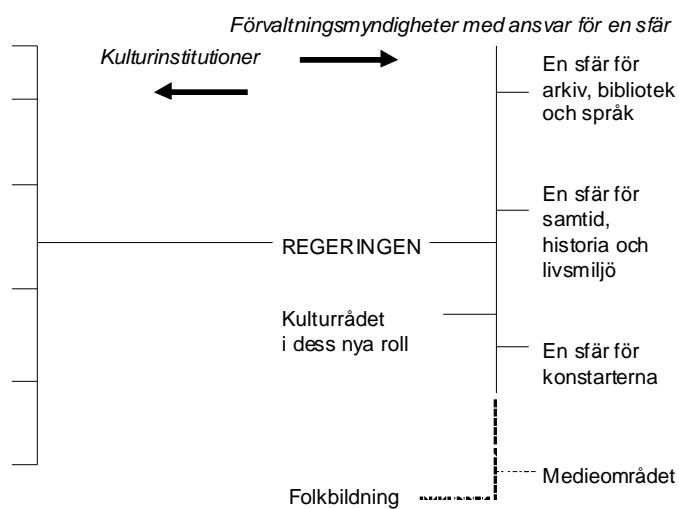 Förvaltningsmyndigheter med ansvar för en sfär
Kulturinstitutioner
En sfär för
arkiv, bibliotek
och språk
En sfär för
samtid,
historia och
livsmiljö
REGERINGEN
Kulturrådet
i dess nya roll
En sfär för
konstarterna
Medieområdet
Folkbildning